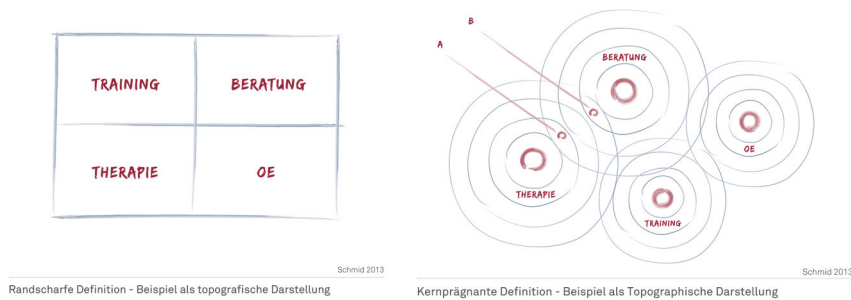 TRAINING
BERATUNG
THERAPIE
OE
Schmid 2013
Randscharfe Definition - Beispiel als topografische Darstellung
B
A
BERATUNG
OE
THERAPIE
TRAINING
Schmid 2013
Kernprägnante Definition - Beispiel als Topographische Darstellung